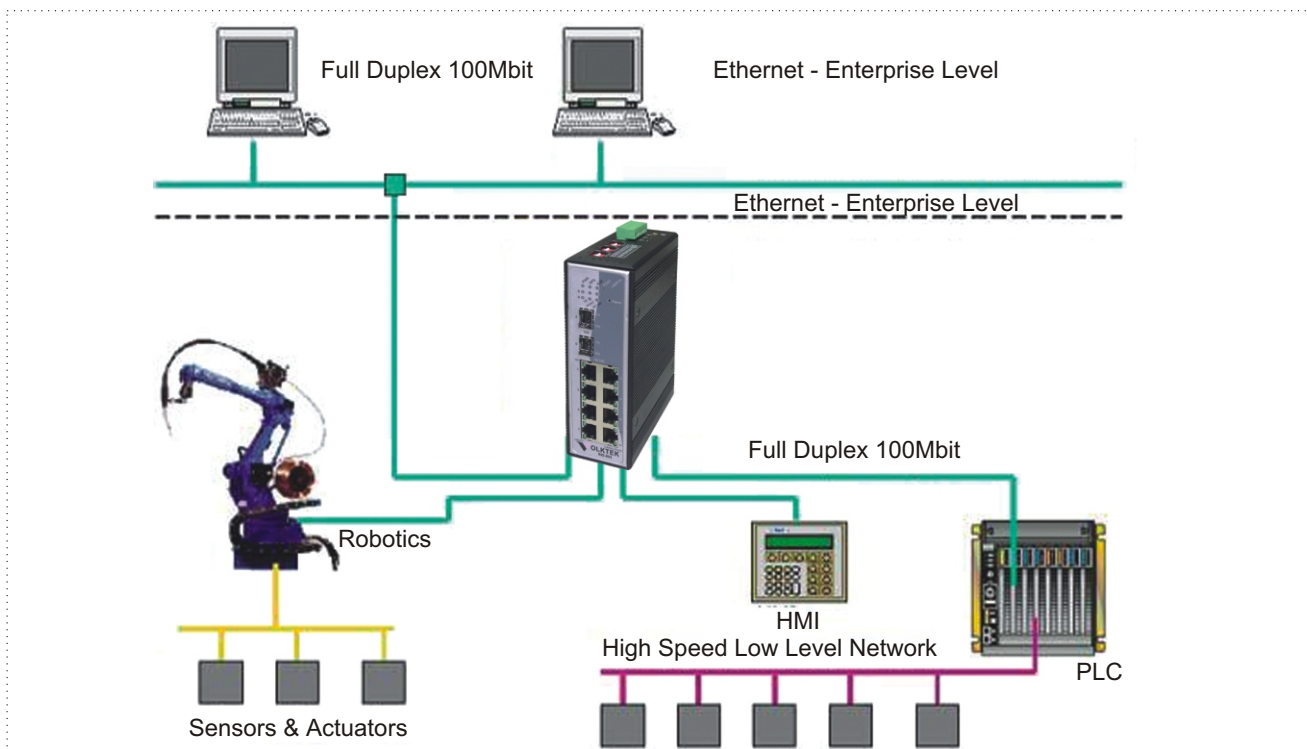 Full Duplex 100Mbit
Ethernet - Enterprise Level
Ethernet - Enterprise Level
OLKTEK
Full Duplex 100Mbit
Robotics
HMI
High Speed Low Level Network
PLC
Sensors & Actuators